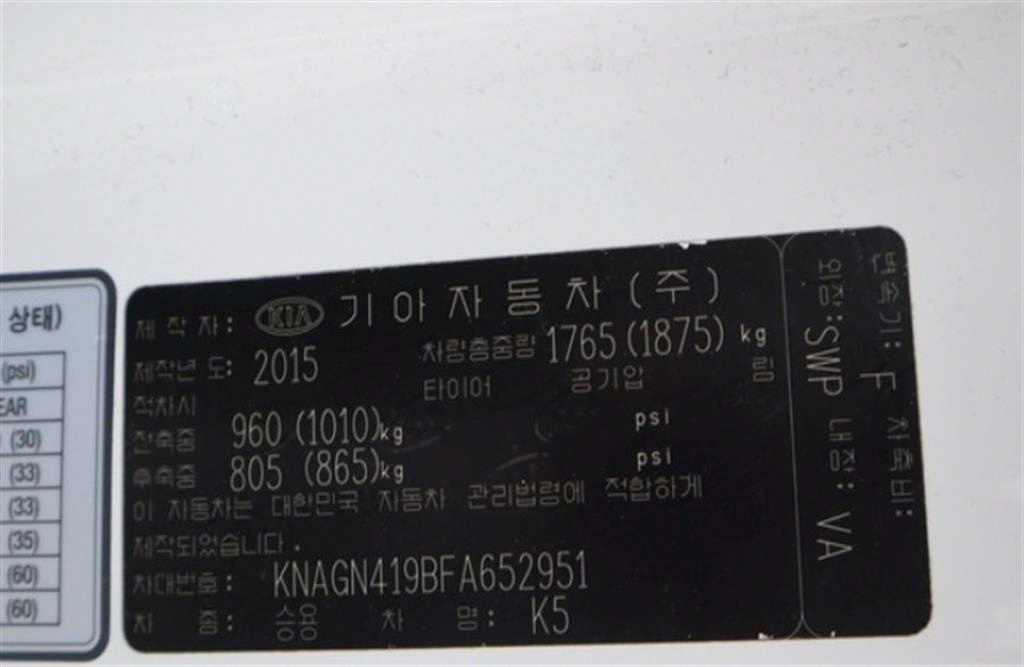 상태)
(psi)
EAR
(30)
(33)
(33)
(35)
(60)
(60)
제 작 자: KIA 기아자동차(주)
제작년 도: 2015 차량총중량 1765(1875) kg
적차시 타이어 공기압 림
전축중 960 (1010)kg psi
후축중 805 (865)kg psi
이 자동차는 대한민국 자동차 관리법령에 적합하게
제작되었습니다.
차대번호: KNAGN419BFA652951
차 종: 승용 차 명: K5
변속기: F 차축비:
외장:SWP 내장: VA